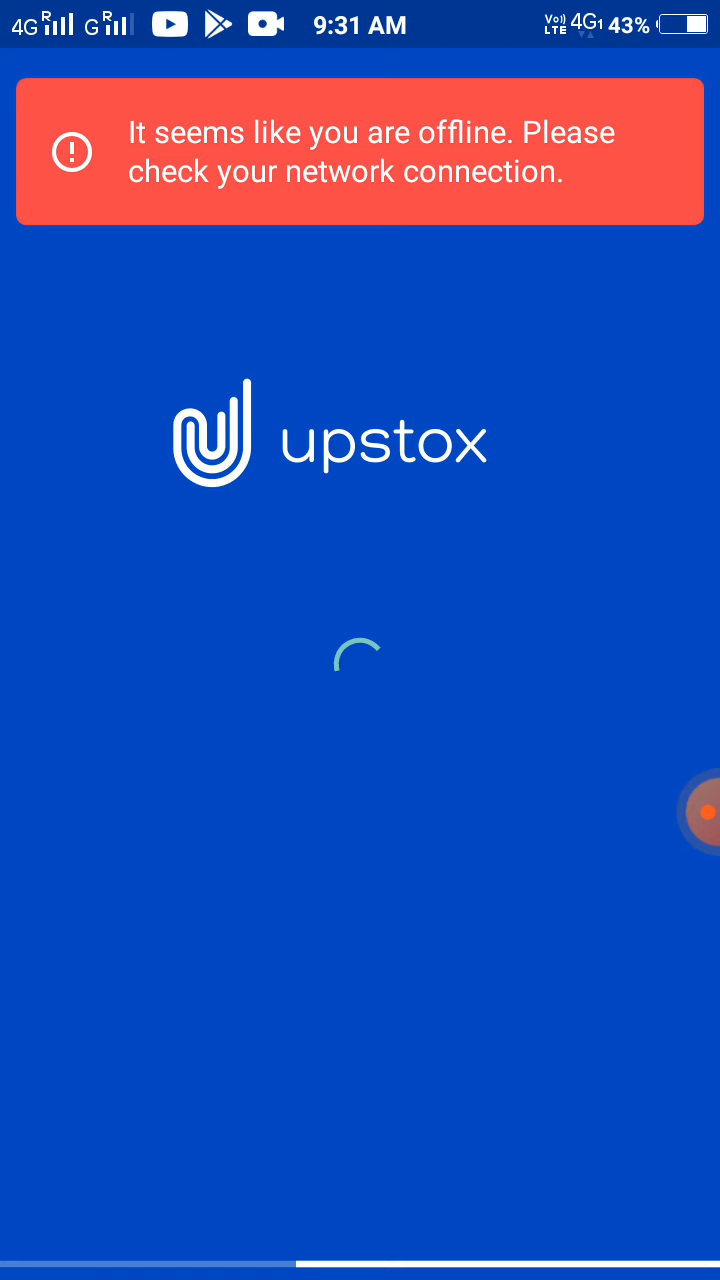 4G R G R 9:31 AM Vo)) LTE 4G1 43%
It seems like you are offline. Please
check your network connection.
upstox